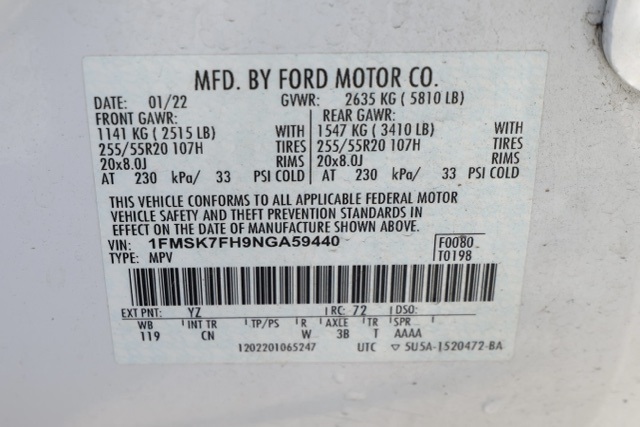 MFD. BY FORD MOTOR CO.
DATE: 01/22 GVWR: 2635 KG ( 5810 LB)
FRONT GAWR: REAR GAWR:
1141 KG ( 2515 LB) WITH 1547 KG ( 3410 LB) WITH
255/55R20 107H TIRES 255/55R20 107H TIRES
20x8.0J RIMS 20x8.0J RIMS
AT 230 kPa/ 33 PSI COLD AT 230 kPa/ 33 PSI COLD
THIS VEHICLE CONFORMS TO ALL APPLICABLE FEDERAL MOTOR
VEHICLE SAFETY AND THEFT PREVENTION STANDARDS IN
EFFECT ON THE DATE OF MANUFACTURE SHOWN ABOVE.
VIN: 1FMSK7FH9NGA59440 F0080
TYPE: MPV T0198
EXT PNT: YZ RC: 72 DSO:
WB INT TR TP/PS R AXLE TR SPR
119 CN W 3B T AAAA
1202201065247 UTC ▽ 5U5A-1520472-BA